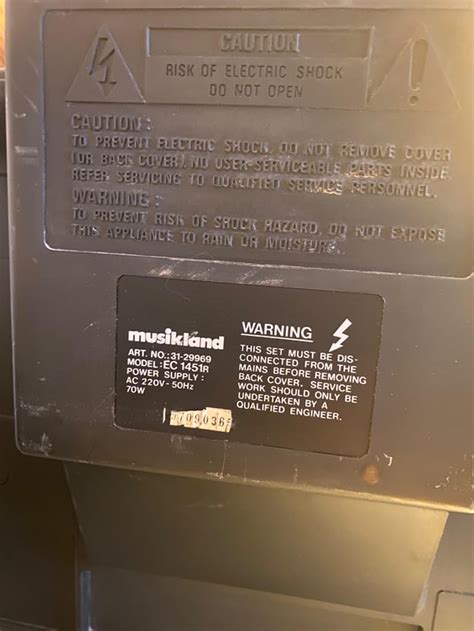 CAUTION
RISK OF ELECTRIC SHOCK
DO NOT OPEN
CAUTION:
TO PREVENT ELECTRIC SHOCK, DO NOT REMOVE COVER
(OR BACK COVER). NO USER-SERVICEABLE PARTS INSIDE.
REFER SERVICING TO QUALIFIED SERVICE PERSONNEL.
WARNING:
TO PREVENT RISK OF SHOCK HAZARD, DO NOT EXPOSE
THIS APPLIANCE TO RAIN OR MOISTURE.
musikland
ART. NO.:31-29969
MODEL:EC 1451R
POWER SUPPLY:
AC 220V-50Hz
70W
709036
WARNING
THIS SET MUST BE DIS-
CONNECTED FROM THE
MAINS BEFORE REMOVING
BACK COVER. SERVICE
WORK SHOULD ONLY BE
UNDERTAKEN BY A
QUALIFIED ENGINEER.